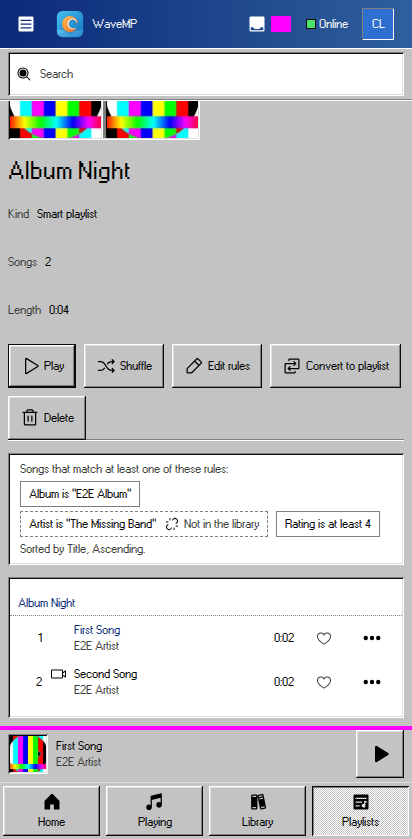 WaveMP
Online
CL
Search
Album Night
Kind Smart playlist
Songs 2
Length 0:04
Play
Shuffle
Edit rules
Convert to playlist
Delete
Songs that match at least one of these rules:
Album is "E2E Album"
Artist is "The Missing Band" Not in the library
Rating is at least 4
Sorted by Title, Ascending.
Album Night
1 First Song 0:02
E2E Artist
2 Second Song 0:02
E2E Artist
First Song
E2E Artist
Home
Playing
Library
Playlists